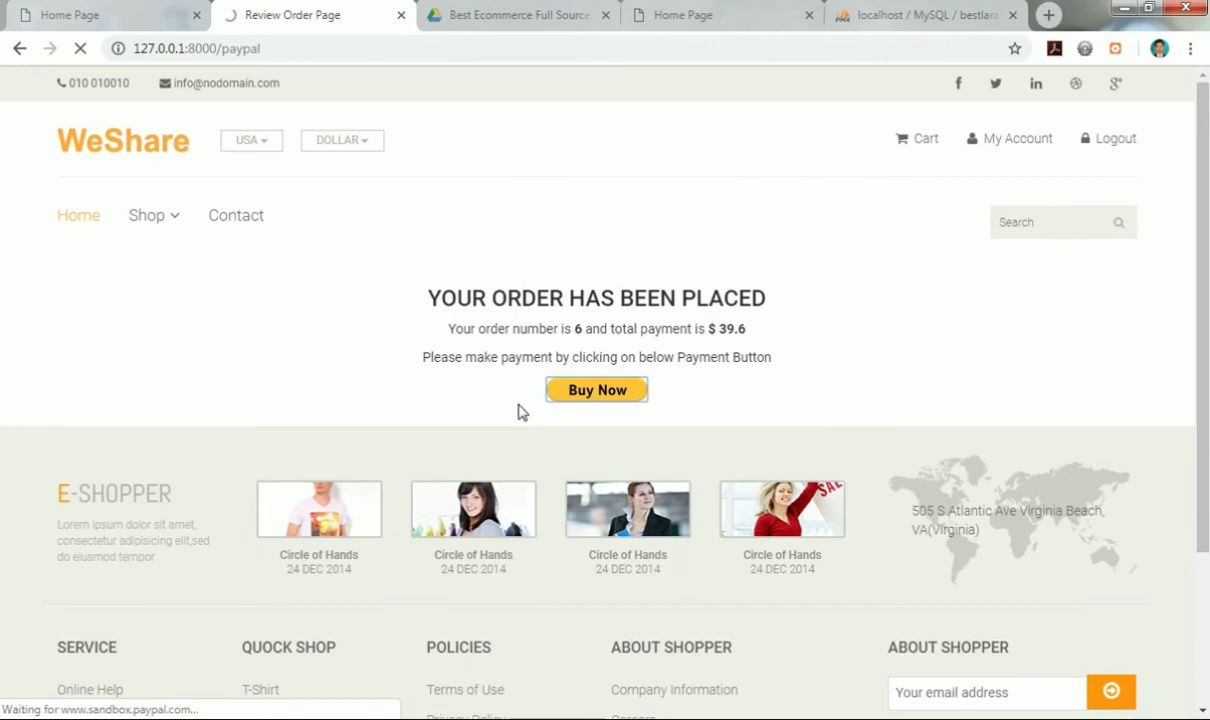 Home Page
Review Order Page
Best Ecommerce Full Source
Home Page
localhost / MySQL / bestlara
127.0.0.1:8000/paypal
010 010010
info@nodomain.com
WeShare
USA
DOLLAR
Cart
My Account
Logout
Home
Shop
Contact
Search
YOUR ORDER HAS BEEN PLACED
Your order number is 6 and total payment is $ 39.6
Please make payment by clicking on below Payment Button
Buy Now
E-SHOPPER
Lorem ipsum dolor sit amet,
consectetur adipisicing elit,sed
do eiusmod tempor
SALE
Circle of Hands
24 DEC 2014
Circle of Hands
24 DEC 2014
Circle of Hands
24 DEC 2014
Circle of Hands
24 DEC 2014
505 S Atlantic Ave Virginia Beach,
VA(Virginia)
SERVICE
QUOCK SHOP
POLICIES
ABOUT SHOPPER
ABOUT SHOPPER
Online Help
T-Shirt
Terms of Use
Company Information
Your email address
Privacy Policy
Careers
Waiting for www.sandbox.paypal.com...